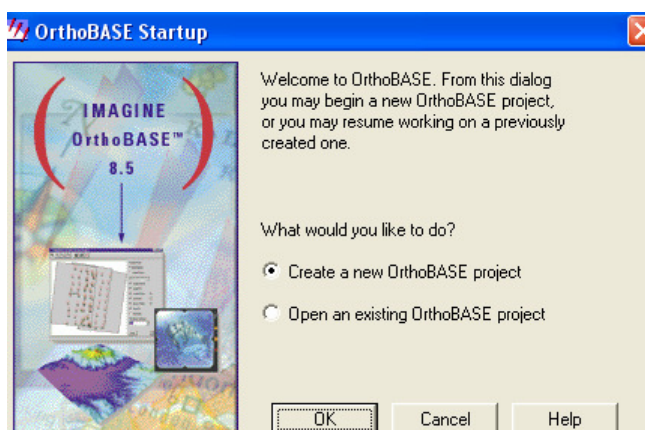 OrthoBASE Startup
IMAGINE
OrthoBASE™
8.5
Welcome to OrthoBASE. From this dialog
you may begin a new OrthoBASE project,
or you may resume working on a previously
created one.
What would you like to do?
Create a new OrthoBASE project
Open an existing OrthoBASE project
OK
Cancel
Help